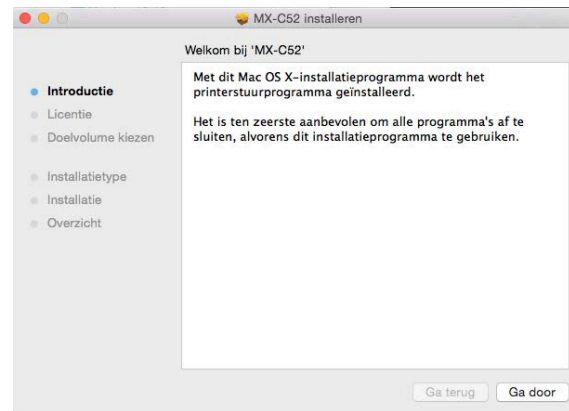 MX-C52 installeren
Welkom bij 'MX-C52'
Introductie
Licentie
Doelvolume kiezen
Installatietype
Installatie
Overzicht
Met dit Mac OS X-installatieprogramma wordt het
printerstuurprogramma geïnstalleerd.
Het is ten zeerste aanbevolen om alle programma's af te
sluiten, alvorens dit installatieprogramma te gebruiken.
Ga terug
Ga door